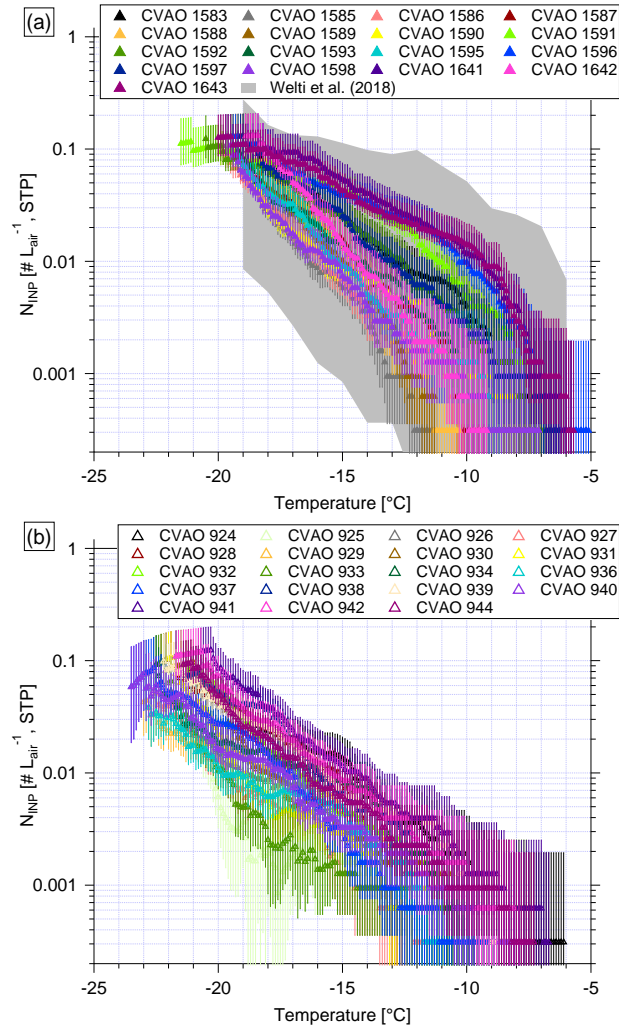 (a)
CVAO 1583 CVAO 1585 CVAO 1586 CVAO 1587
CVAO 1588 CVAO 1589 CVAO 1590 CVAO 1591
CVAO 1592 CVAO 1593 CVAO 1595 CVAO 1596
CVAO 1597 CVAO 1598 CVAO 1641 CVAO 1642
CVAO 1643 Welti et al. (2018)
1
0.1
0.01
0.001
N_INP [# L_air^-1, STP]
-25 -20 -15 -10 -5
Temperature [°C]
(b)
CVAO 924 CVAO 925 CVAO 926 CVAO 927
CVAO 928 CVAO 929 CVAO 930 CVAO 931
CVAO 932 CVAO 933 CVAO 934 CVAO 936
CVAO 937 CVAO 938 CVAO 939 CVAO 940
CVAO 941 CVAO 942 CVAO 944
1
0.1
0.01
0.001
N_INP [# L_air^-1, STP]
-25 -20 -15 -10 -5
Temperature [°C]